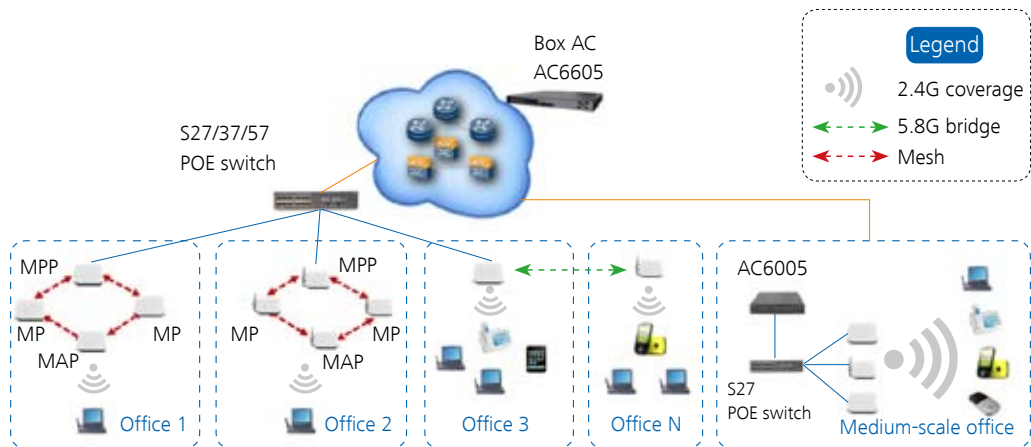 Box AC
AC6605
Legend
2.4G coverage
5.8G bridge
Mesh
S27/37/57
POE switch
MPP
MP
MP
MAP
Office 1
MPP
MP
MP
MAP
Office 2
Office 3
Office N
AC6005
S27
POE switch
Medium-scale office